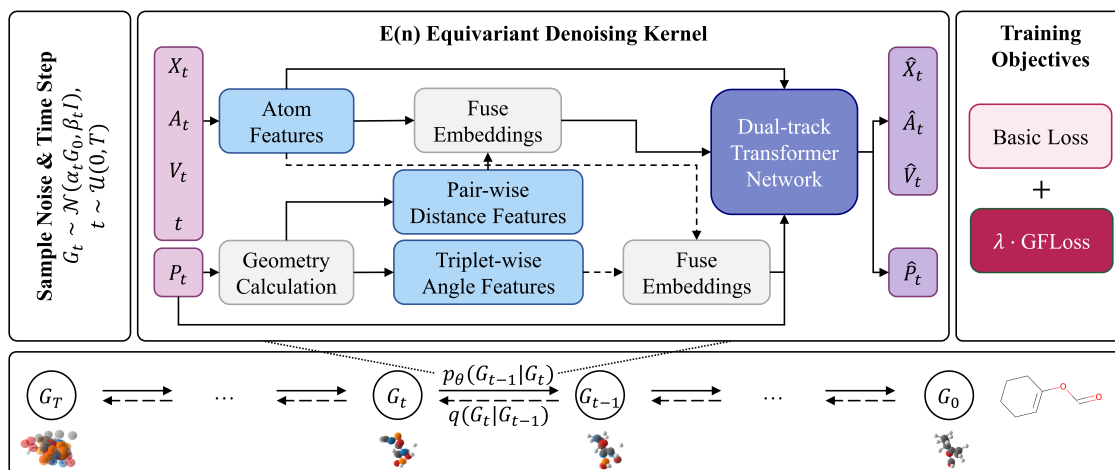 Sample Noise & Time Step
G_t ~ 𝒩(α_t G_0, β_t I),
t ~ 𝒰(0, T)
E(n) Equivariant Denoising Kernel
X_t
A_t
V_t
t
P_t
Atom
Features
Fuse
Embeddings
Pair-wise
Distance Features
Geometry
Calculation
Triplet-wise
Angle Features
Fuse
Embeddings
Dual-track
Transformer
Network
X̂_t
Â_t
V̂_t
P̂_t
Training
Objectives
Basic Loss
+
λ · GFLoss
G_T
...
G_t
p_θ(G_{t-1}|G_t)
q(G_t|G_{t-1})
G_{t-1}
...
G_0
O
O